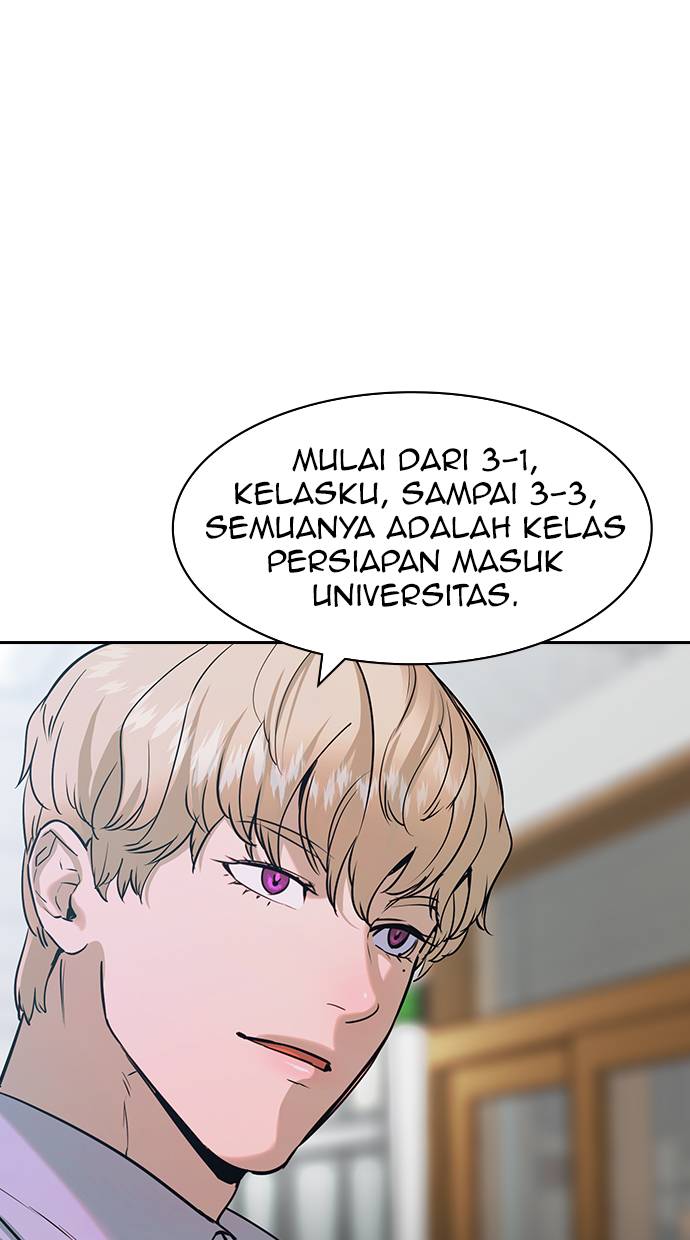 MULAI DARI 3-1,
KELASKU, SAMPAI 3-3,
SEMUANYA ADALAH KELAS
PERSIAPAN MASUK
UNIVERSITAS.